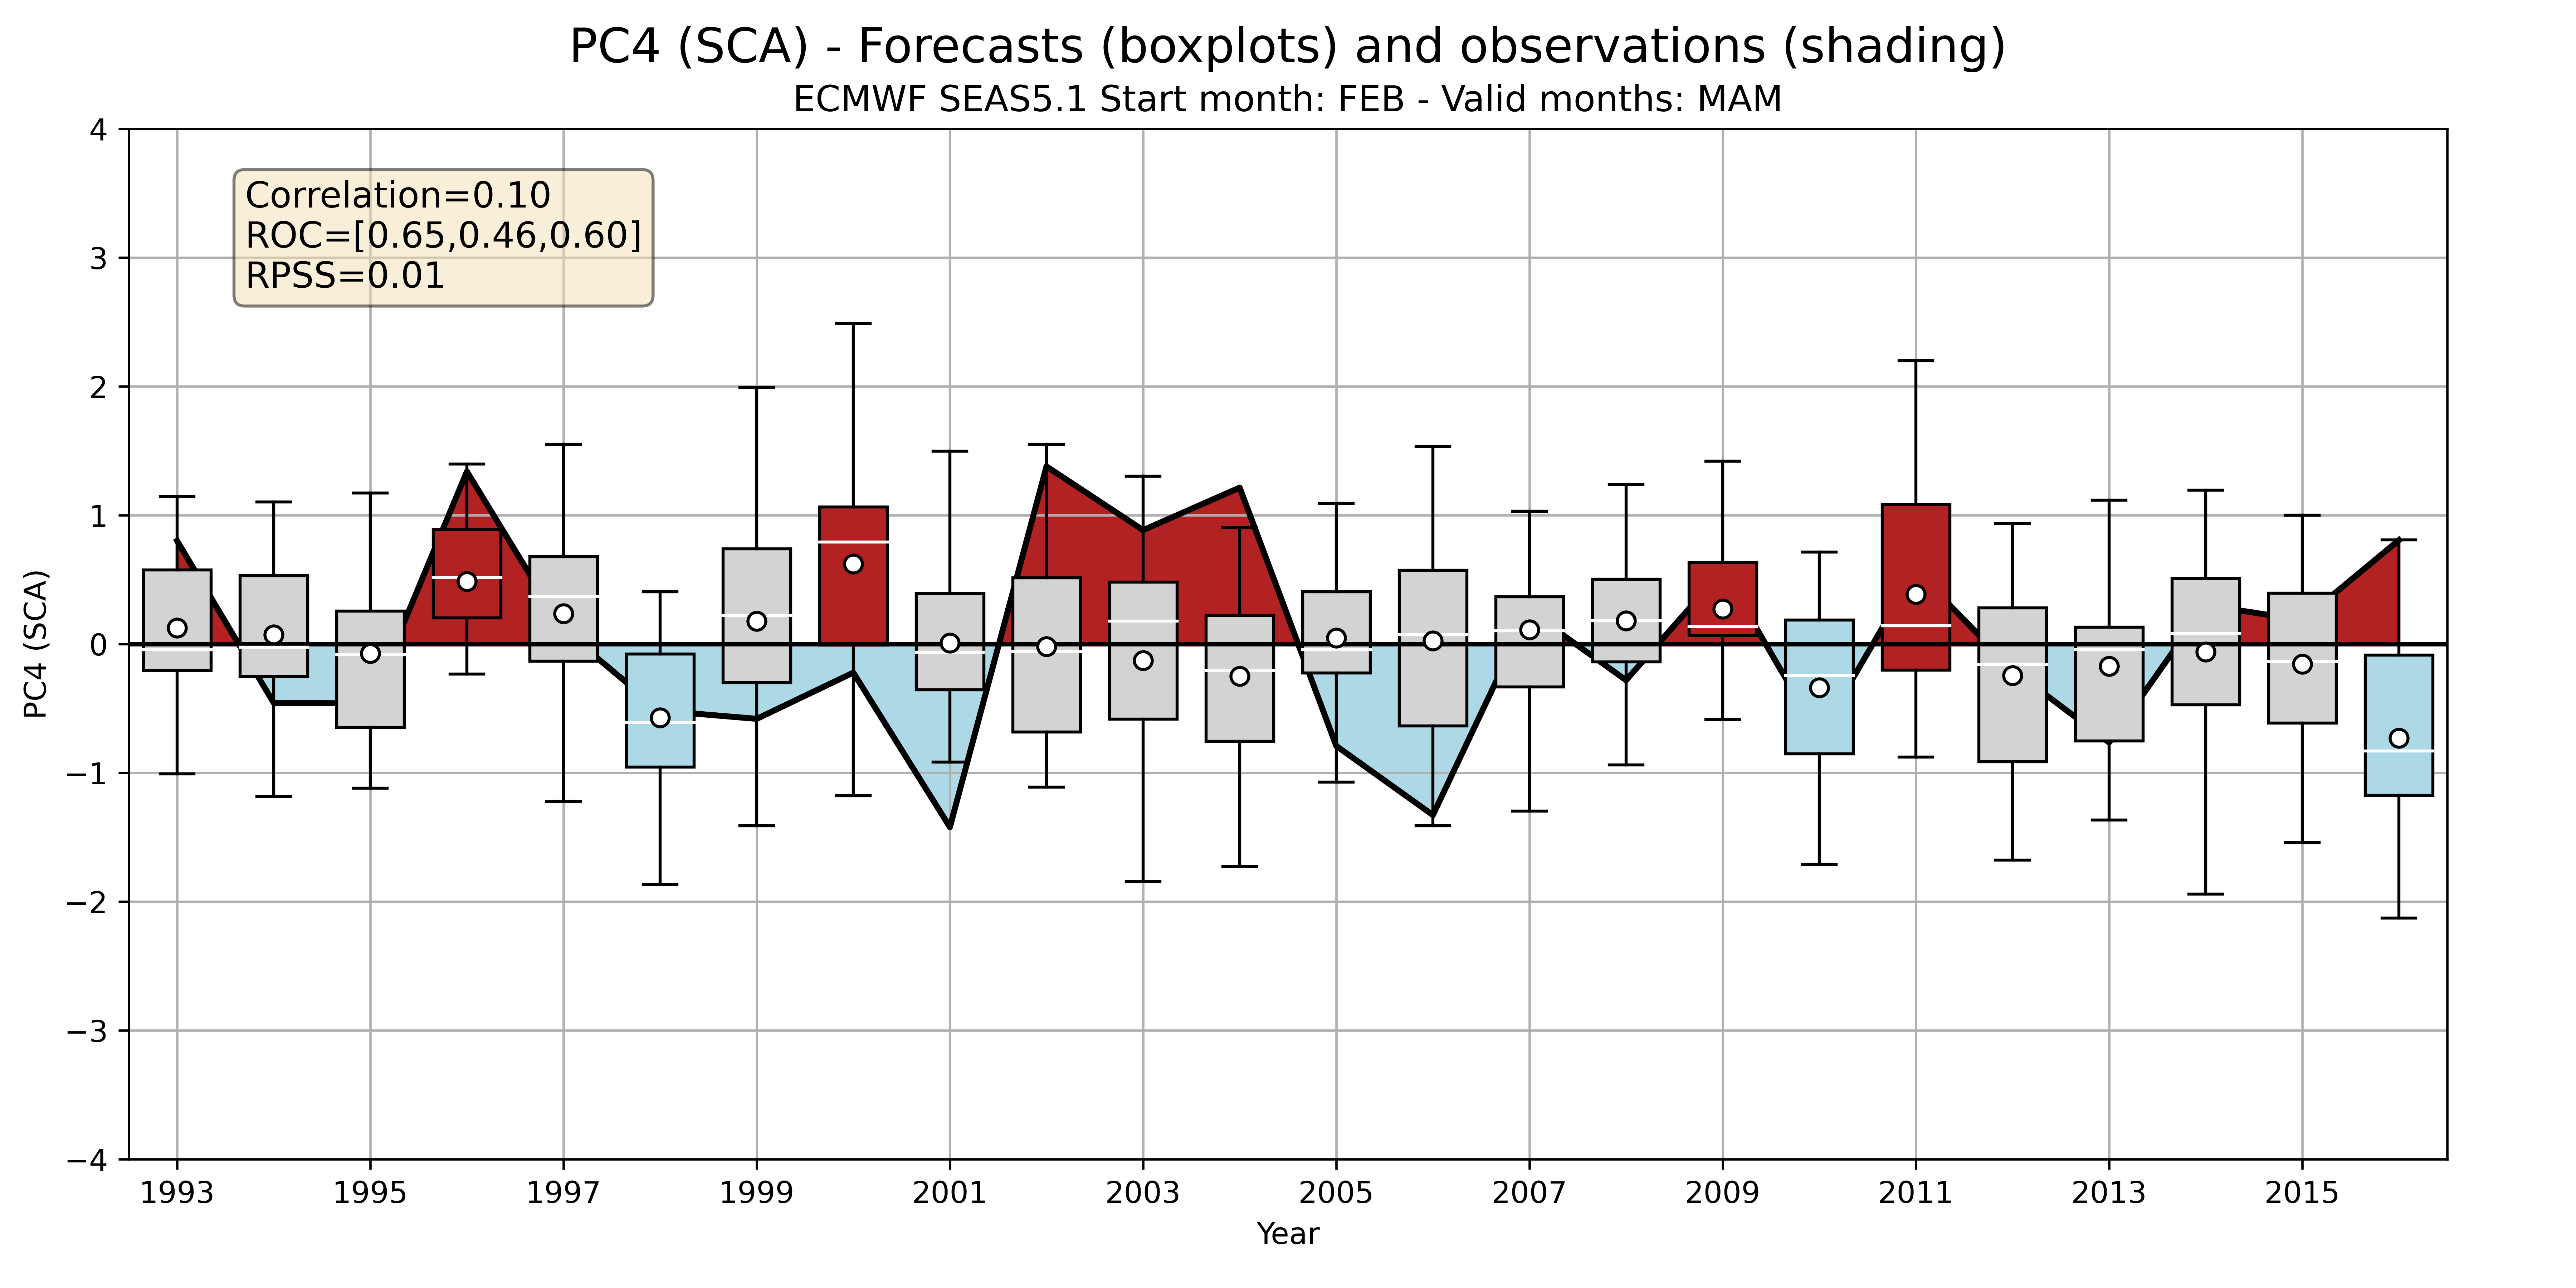 PC4 (SCA) - Forecasts (boxplots) and observations (shading)
ECMWF SEAS5.1 Start month: FEB - Valid months: MAM
Correlation=0.10
ROC=[0.65,0.46,0.60]
RPSS=0.01
PC4 (SCA)
4
3
2
1
0
−1
−2
−3
−4
1993 1995 1997 1999 2001 2003 2005 2007 2009 2011 2013 2015
Year